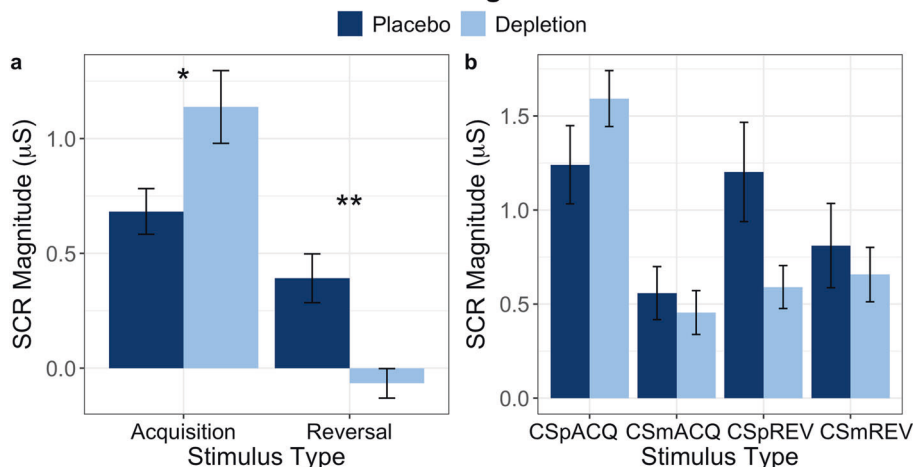 Placebo Depletion
a
*
**
SCR Magnitude (μS)
1.0
0.5
0.0
Acquisition Reversal
Stimulus Type
b
SCR Magnitude (μS)
1.5
1.0
0.5
0.0
CSpACQ CSmACQ CSpREV CSmREV
Stimulus Type